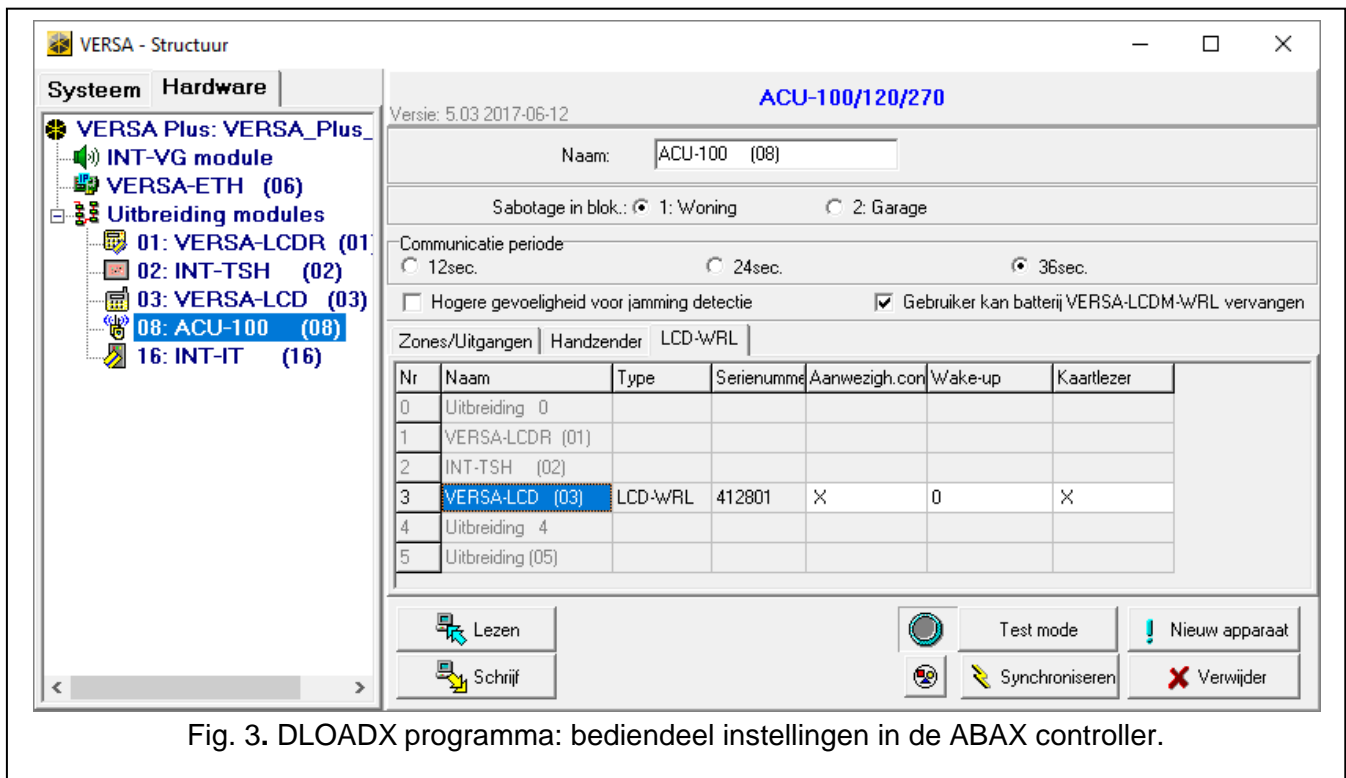 VERSA - Structuur
Systeem Hardware
VERSA Plus: VERSA_Plus_
INT-VG module
VERSA-ETH (06)
Uitbreiding modules
01: VERSA-LCDR (01
02: INT-TSH (02)
03: VERSA-LCD (03)
08: ACU-100 (08)
16: INT-IT (16)
ACU-100/120/270
Versie: 5.03 2017-06-12
Naam: ACU-100 (08)
Sabotage in blok.: 1: Woning 2: Garage
Communicatie periode
12sec. 24sec. 36sec.
Hogere gevoeligheid voor jamming detectie Gebruiker kan batterij VERSA-LCDM-WRL vervangen
Zones/Uitgangen Handzender LCD-WRL
Nr Naam Type Serienumme Aanwezigh.con Wake-up Kaartlezer
0 Uitbreiding 0
1 VERSA-LCDR (01)
2 INT-TSH (02)
3 VERSA-LCD (03) LCD-WRL 412801 X 0 X
4 Uitbreiding 4
5 Uitbreiding (05)
Lezen Test mode Nieuw apparaat
Schrijf Synchroniseren Verwijder
Fig. 3. DLOADX programma: bediendeel instellingen in de ABAX controller.